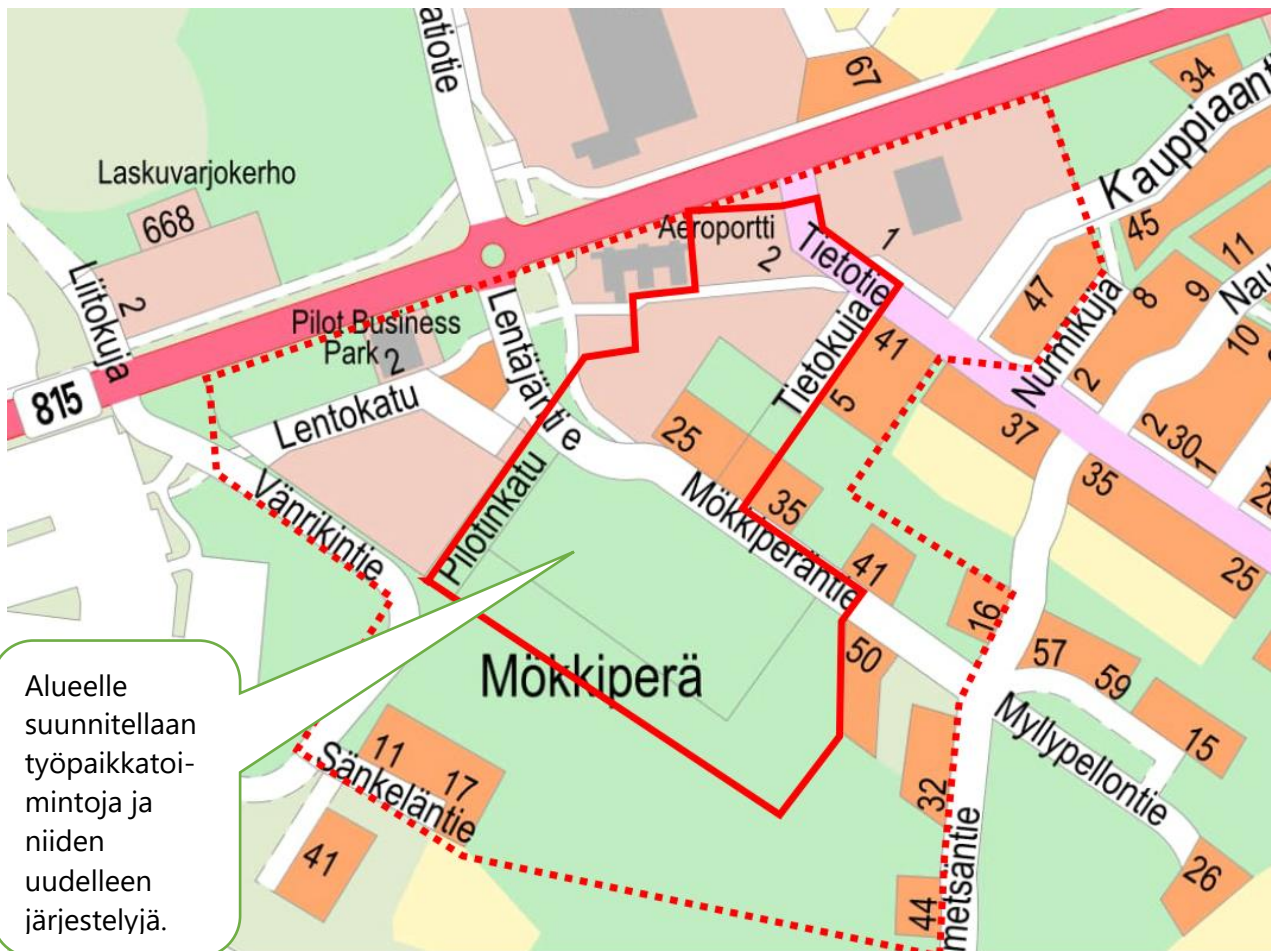 atiotie
67
34
Kauppiaant
Laskuvarjokerho
668
2
Liitokuja
815
Pilot Business
Park 2
Lentokatu
Lentäjäntie
Aeroportti
2
Tietotie
1
45
11
Nau
47
Nurmikuja
8
9
10
2
2
30
1
41
5
Tietokuja
37
35
25
25
35
Pilotinkatu
Vänrikintie
Mökkiperäntie
41
16
50
57
59
15
Mökkiperä
Myllypellontie
32
26
44
metsäntie
11
17
Sänkeläntie
41
Alueelle
suunnitellaan
työpaikkatoi-
mintoja ja
niiden
uudelleen
järjestelyjä.